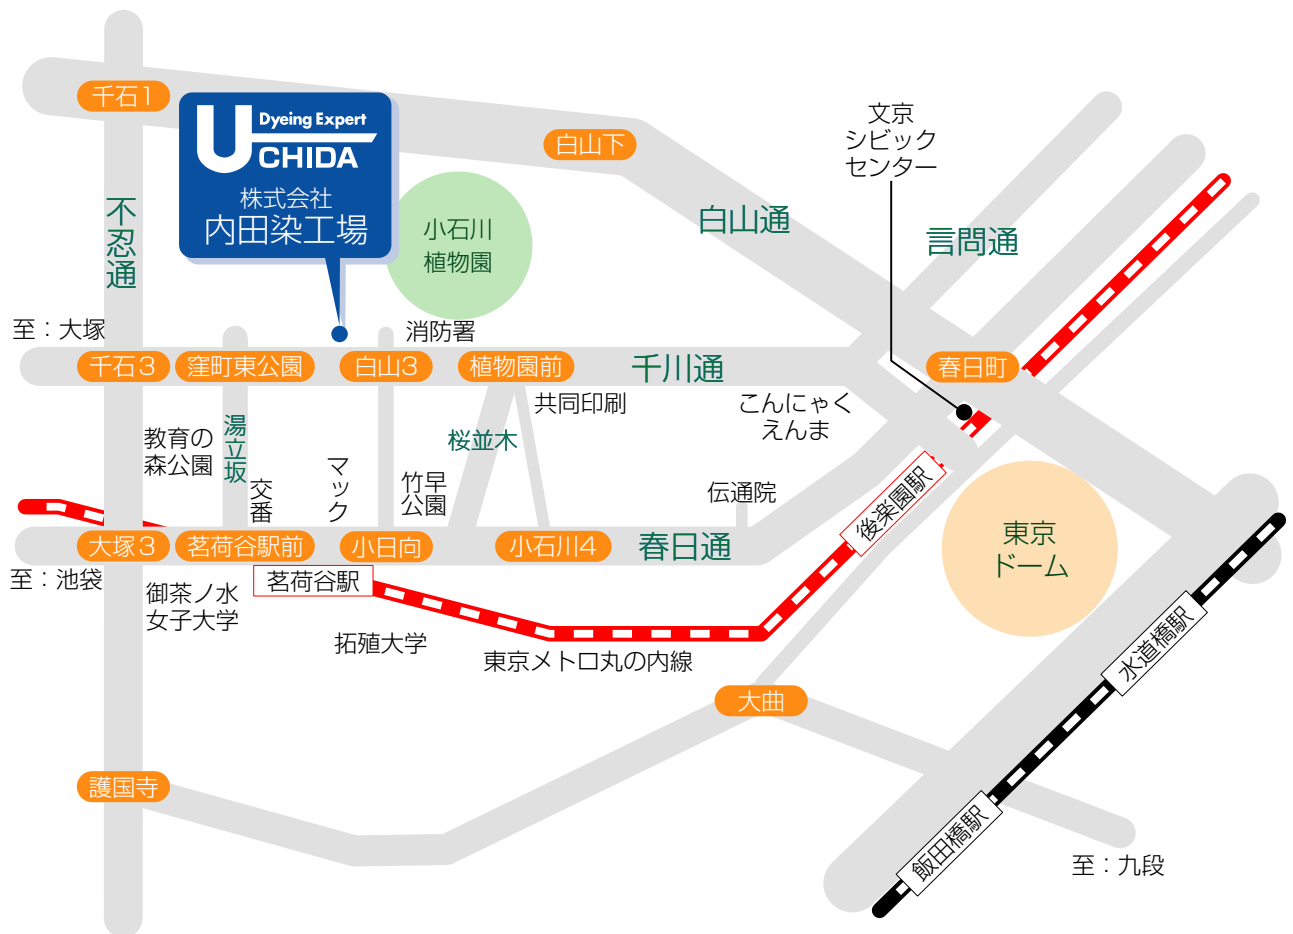 千石1
Dyeing Expert
UCHIDA
株式会社
内田染工場
白山下
文京
シビック
センター
不忍通
小石川
植物園
白山通
言問通
至：大塚
消防署
千石3
窪町東公園
白山3
植物園前
千川通
春日町
共同印刷
こんにゃく
えんま
教育の
森公園
湯立坂
桜並木
交番
マック
竹早
公園
伝通院
後楽園駅
東京
ドーム
大塚3
茗荷谷駅前
小日向
小石川4
春日通
至：池袋
茗荷谷駅
御茶ノ水
女子大学
拓殖大学
東京メトロ丸の内線
水道橋駅
大曲
護国寺
飯田橋駅
至：九段